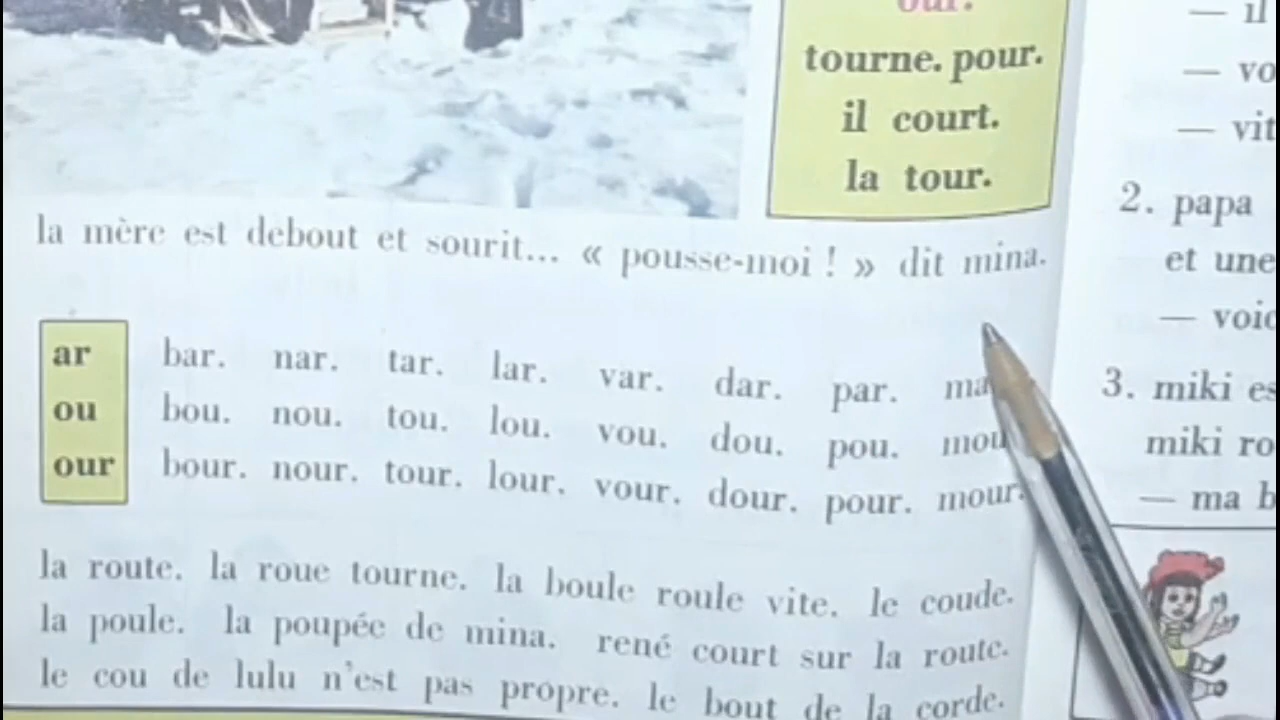 our.
tourne. pour.
il court.
la tour.
la mère est debout et sourit... « pousse-moi ! » dit mina.
ar bar. nar. tar. lar. var. dar. par.
ou bou. nou. tou. lou. vou. dou. pou. mou
our bour. nour. tour. lour. vour. dour. pour. mour.
la route. la roue tourne. la boule roule vite. le coude.
la poule. la poupée de mina. rené court sur la route.
le cou de lulu n'est pas propre. le bout de la corde.
— il
2. papa
et une
3. miki
miki
— ma